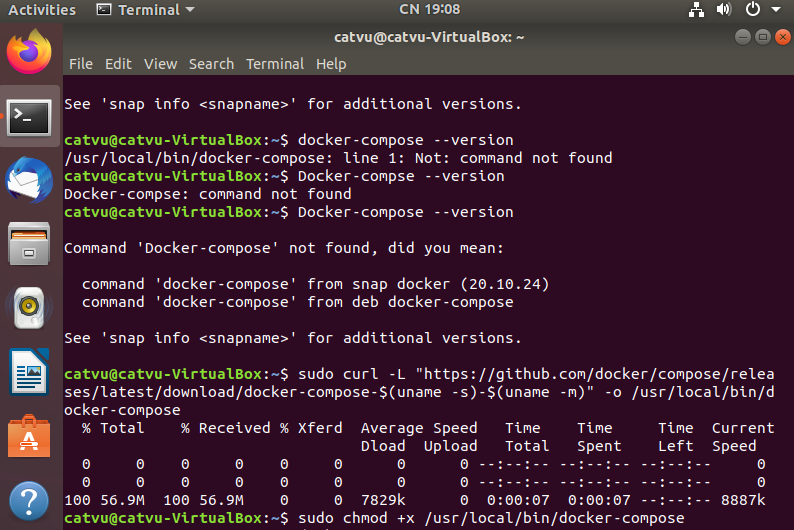 Activities Terminal CN 19:08
catvu@catvu-VirtualBox: ~
File Edit View Search Terminal Help
See 'snap info <snapname>' for additional versions.
catvu@catvu-VirtualBox:~$ docker-compose --version
/usr/local/bin/docker-compose: line 1: Not: command not found
catvu@catvu-VirtualBox:~$ Docker-compse --version
Docker-compse: command not found
catvu@catvu-VirtualBox:~$ Docker-compose --version
Command 'Docker-compose' not found, did you mean:
command 'docker-compose' from snap docker (20.10.24)
command 'docker-compose' from deb docker-compose
See 'snap info <snapname>' for additional versions.
catvu@catvu-VirtualBox:~$ sudo curl -L "https://github.com/docker/compose/relea
ses/latest/download/docker-compose-$(uname -s)-$(uname -m)" -o /usr/local/bin/d
ocker-compose
% Total % Received % Xferd Average Speed Time Time Time Current
Dload Upload Total Spent Left Speed
0 0 0 0 0 0 0 0 --:--:-- --:--:-- --:--:-- 0
0 0 0 0 0 0 0 0 --:--:-- --:--:-- --:--:-- 0
100 56.9M 100 56.9M 0 0 7829k 0 0:00:07 0:00:07 --:--:-- 8887k
catvu@catvu-VirtualBox:~$ sudo chmod +x /usr/local/bin/docker-compose